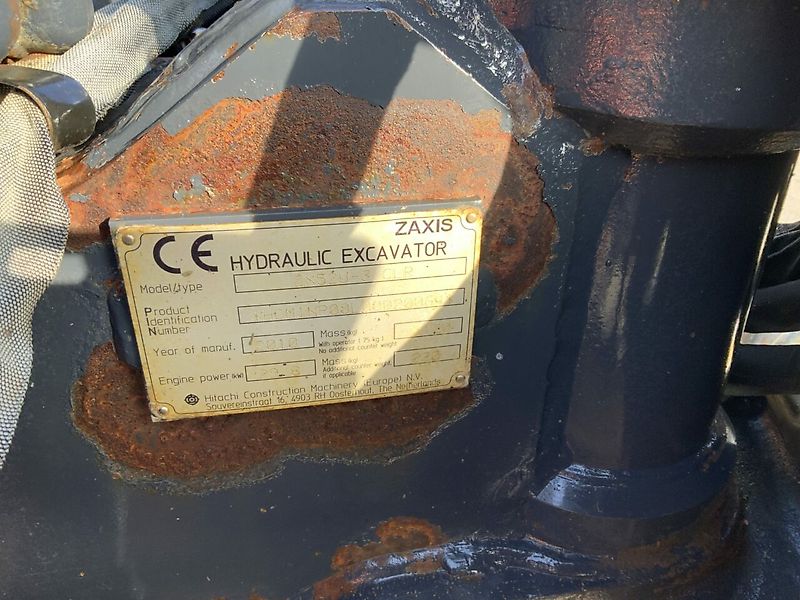 ZAXIS
CE HYDRAULIC EXCAVATOR
Model/type
Product
Identification
Number
Year of manuf. 2010
Mass(kg)
With operator (75 kg)
No additional counter weight
Engine power(kW)
Mass(kg)
Additional counter weight
if applicable
Hitachi Construction Machinery (Europe) N.V.
Souvereinstraat 16, 4903 RH Oosterhout, The Netherlands